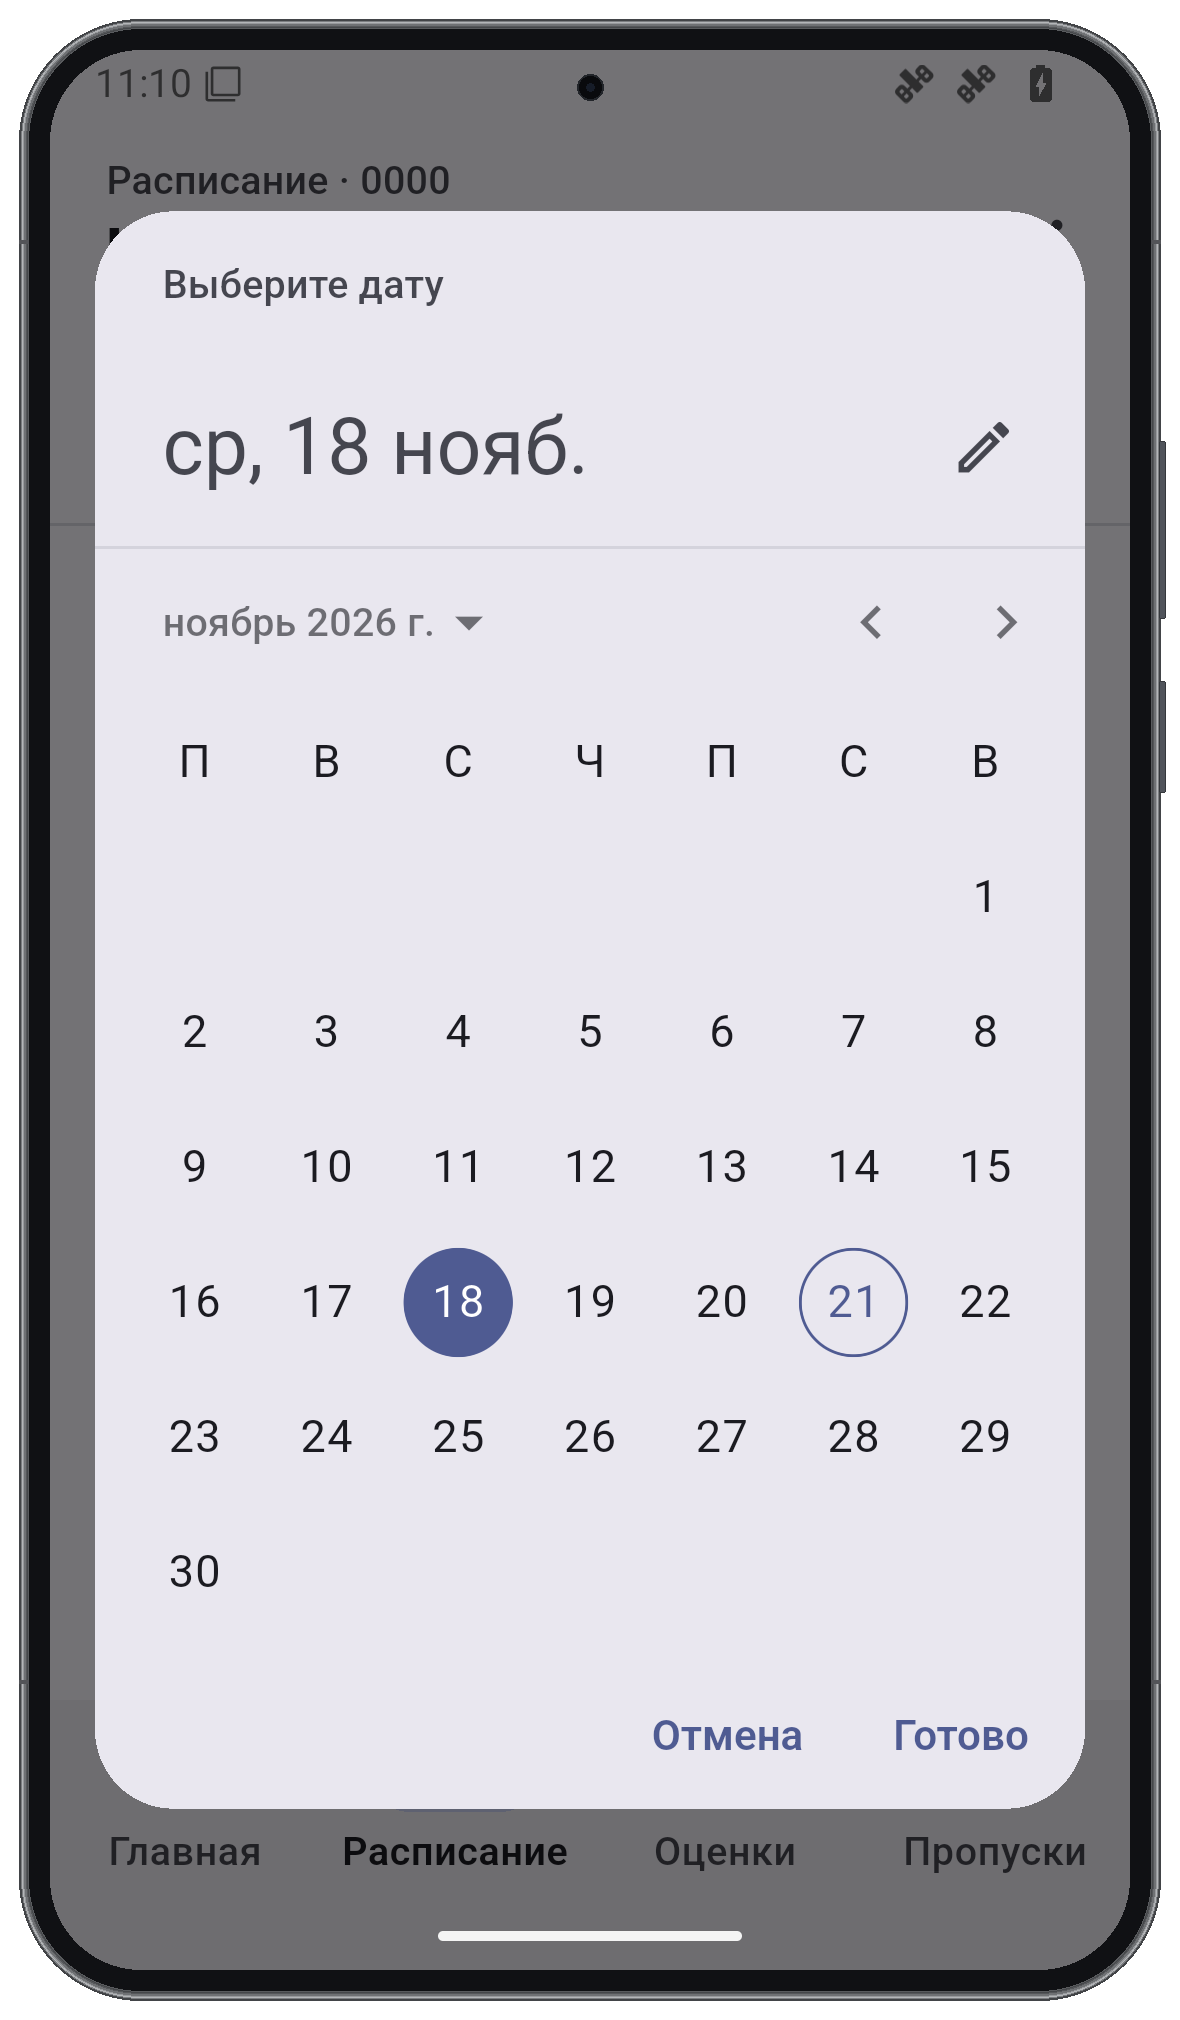 11:10
Расписание · 0000
Выберите дату
ср, 18 нояб.
ноябрь 2026 г.
П В С Ч П С В
1
2 3 4 5 6 7 8
9 10 11 12 13 14 15
16 17 18 19 20 21 22
23 24 25 26 27 28 29
30
Отмена Готово
Главная Расписание Оценки Пропуски